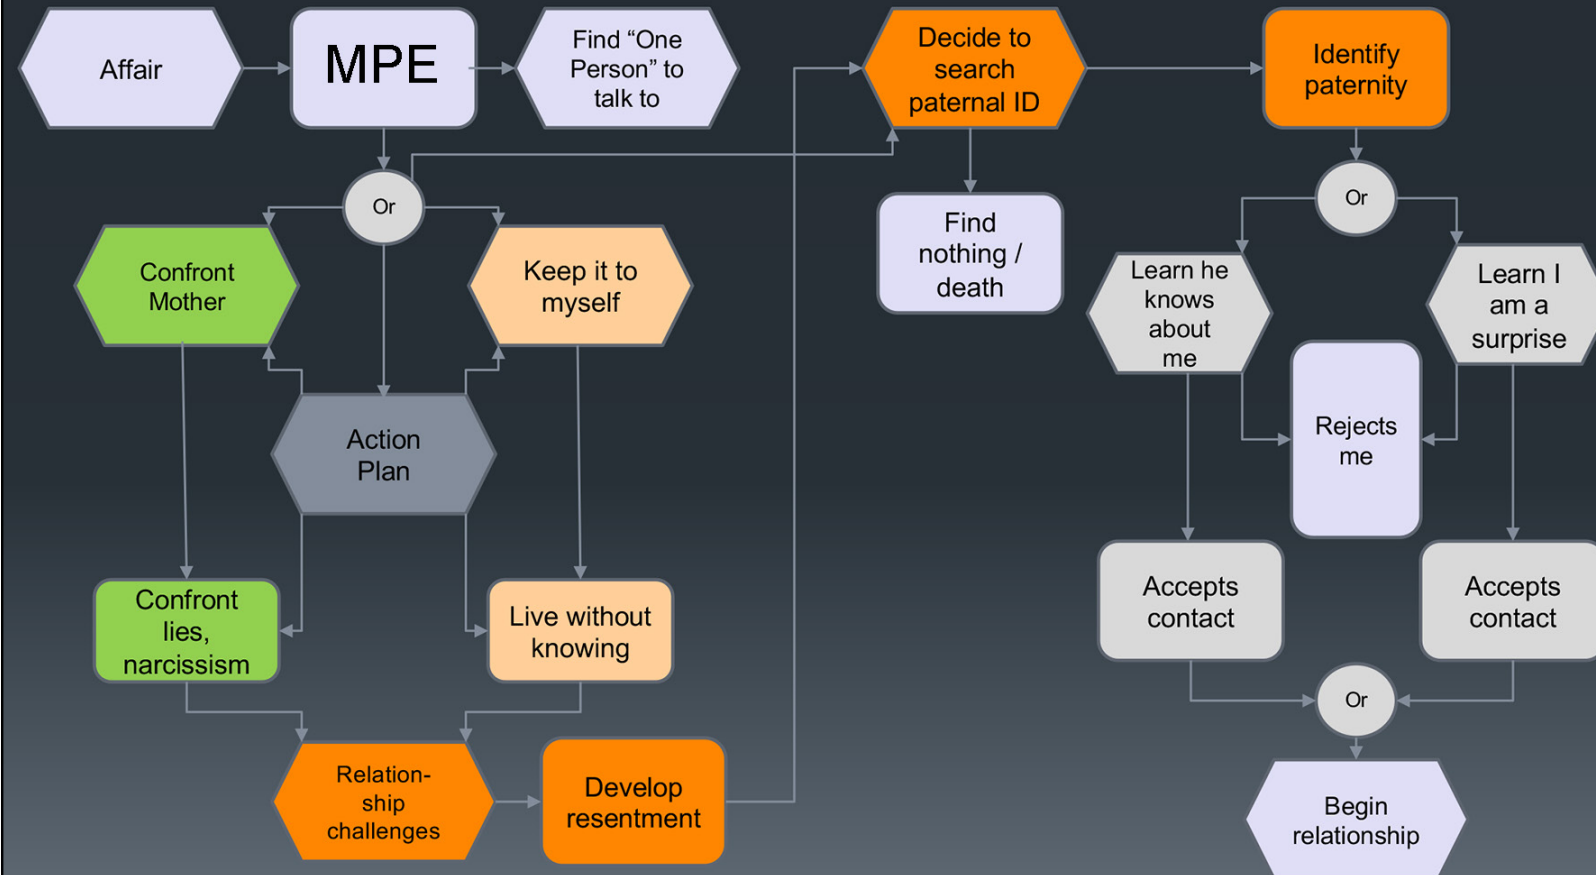 Affair
MPE
Find “One
Person” to
talk to
Decide to
search
paternal ID
Identify
paternity
Or
Or
Confront
Mother
Keep it to
myself
Find
nothing /
death
Learn he
knows
about
me
Learn I
am a
surprise
Action
Plan
Rejects
me
Confront
lies,
narcissism
Live without
knowing
Accepts
contact
Accepts
contact
Or
Relation-
ship
challenges
Develop
resentment
Begin
relationship